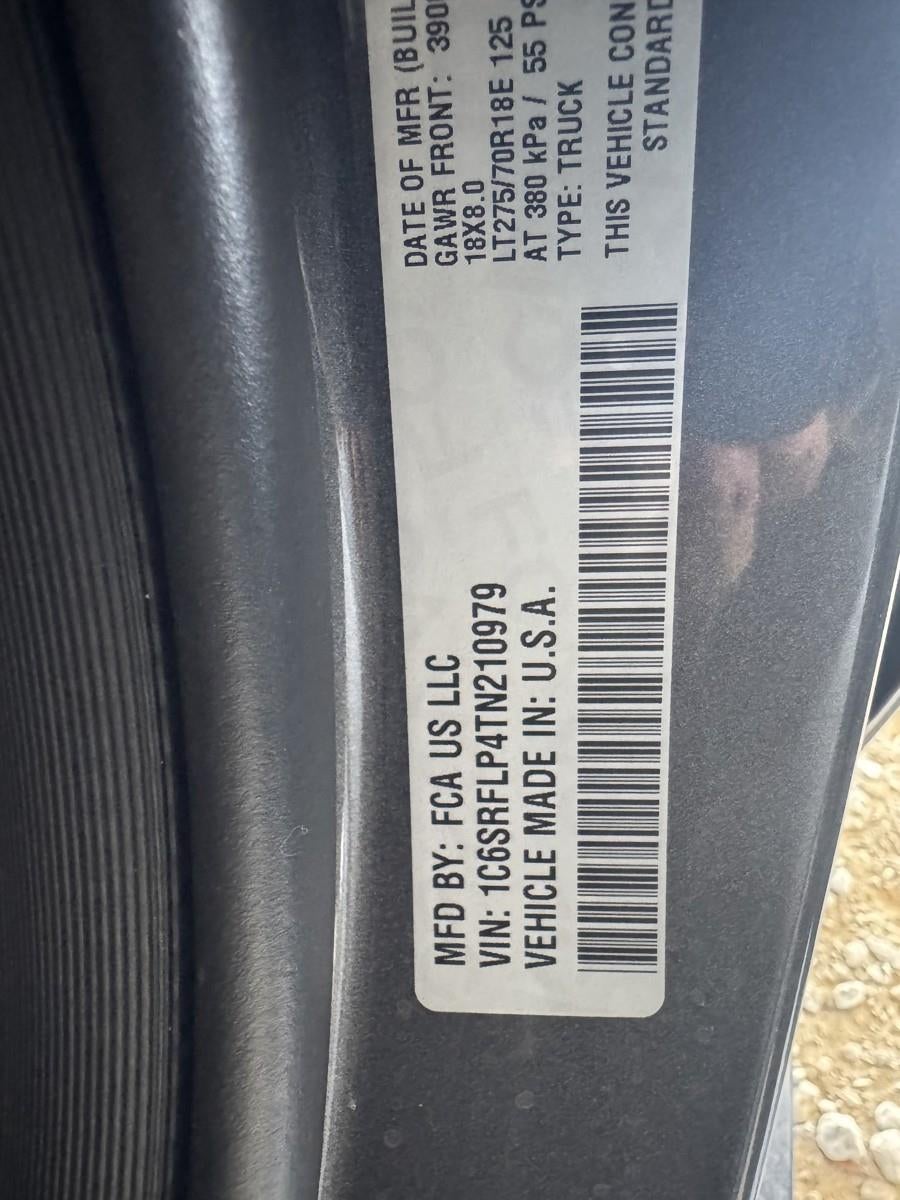 MFD BY: FCA US LLC
VIN: 1C6SRFLP4TN210979
VEHICLE MADE IN: U.S.A.
DATE OF MFR (BUIL
GAWR FRONT: 390
18X8.0
LT275/70R18E 125
AT 380 kPa / 55 PS
TYPE: TRUCK
THIS VEHICLE CON
STANDARD